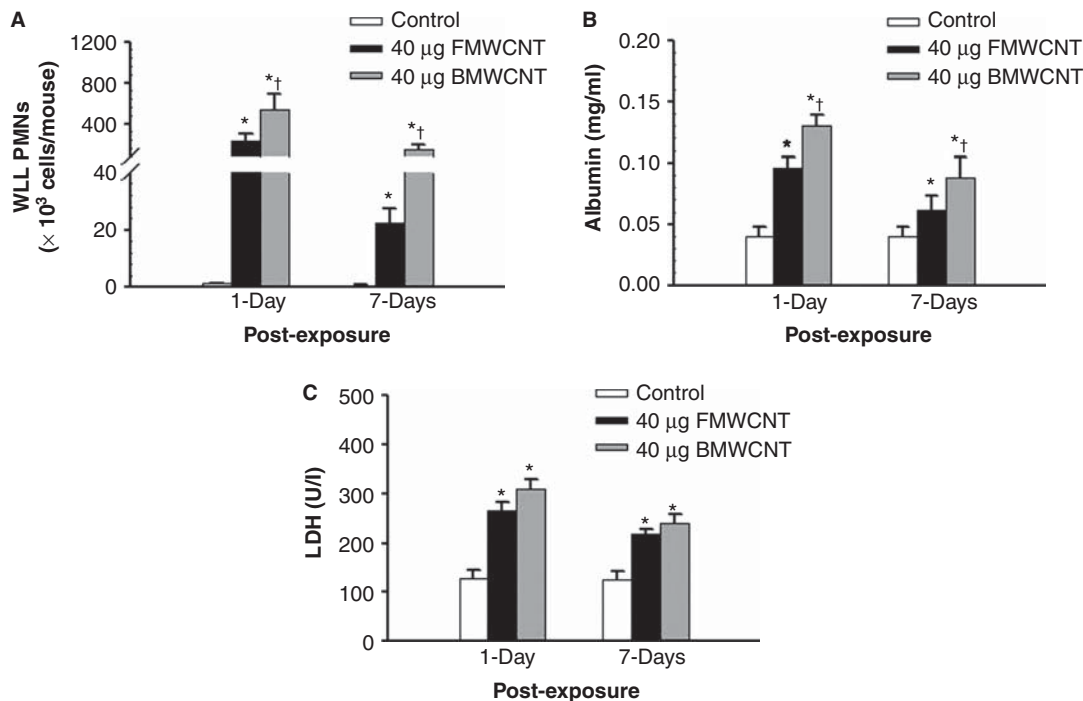 A
Control
40 μg FMWCNT
40 μg BMWCNT
WLL PMNs
(× 10³ cells/mouse)
1200
800
400
40
20
0
*
*†
*
*†
1-Day
7-Days
Post-exposure
B
Control
40 μg FMWCNT
40 μg BMWCNT
Albumin (mg/ml)
0.20
0.15
0.10
0.05
0.00
*
*†
*
*†
1-Day
7-Days
Post-exposure
C
Control
40 μg FMWCNT
40 μg BMWCNT
LDH (U/l)
500
400
300
200
100
0
*
*
*
*
1-Day
7-Days
Post-exposure